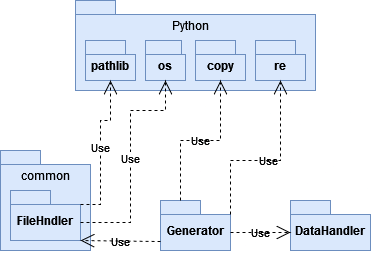 Python
pathlib
os
copy
re
Use
Use
Use
Use
common
FileHndler
Generator
DataHandler
Use
Use